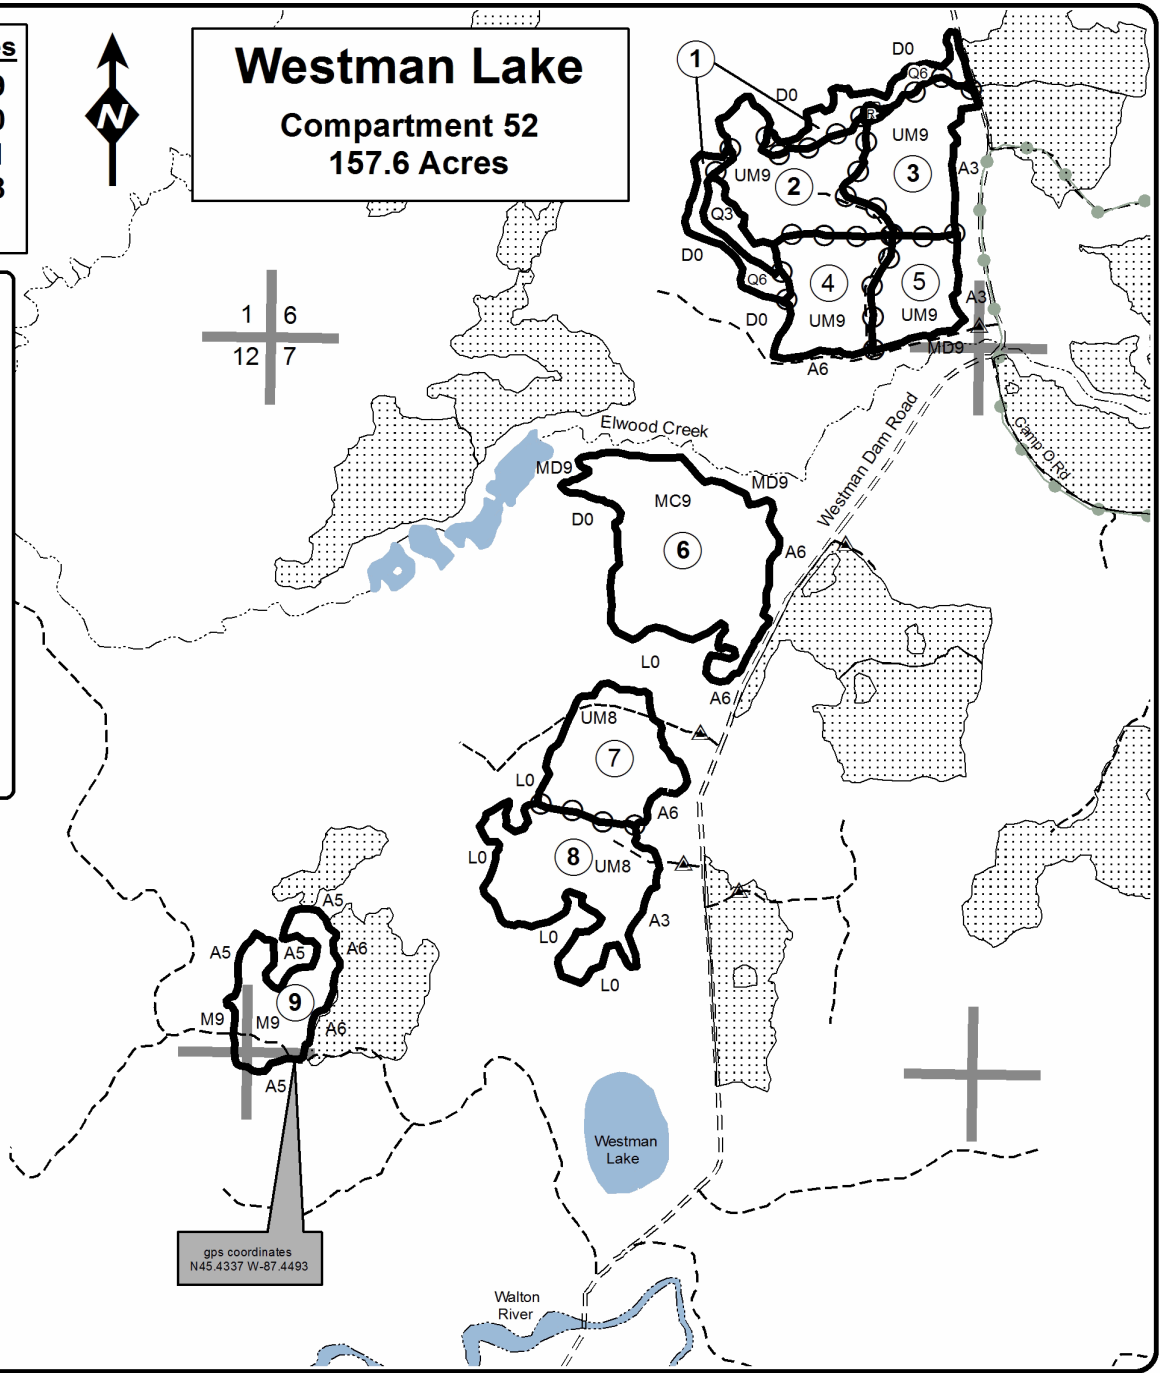 es
N
Westman Lake
Compartment 52
157.6 Acres
1
D0
Q6
D0
R
UM9
A3
3
UM9
2
Q3
D0
Q6
4
5
D0
UM9
UM9
A3
MD9
A6
1 6
12 7
Elwood Creek
Westman Dam Road
Camp O Rd
MD9
MC9
MD9
D0
6
A6
L0
A6
UM8
7
L0
A6
8
UM8
L0
A3
L0
L0
A5
A5
A5
A6
9
M9
M9
A6
A5
Westman
Lake
gps coordinates
N45.4337 W-87.4493
Walton
River